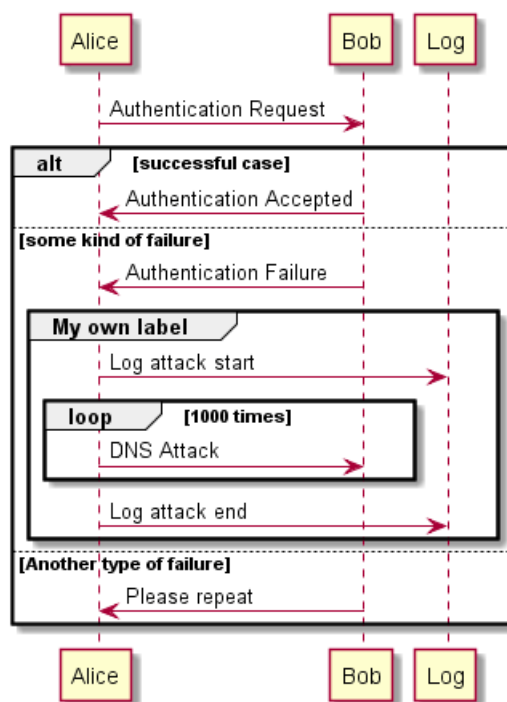 Alice Bob Log
Authentication Request
alt [successful case]
Authentication Accepted
[some kind of failure]
Authentication Failure
My own label
Log attack start
loop [1000 times]
DNS Attack
Log attack end
[Another type of failure]
Please repeat
Alice Bob Log